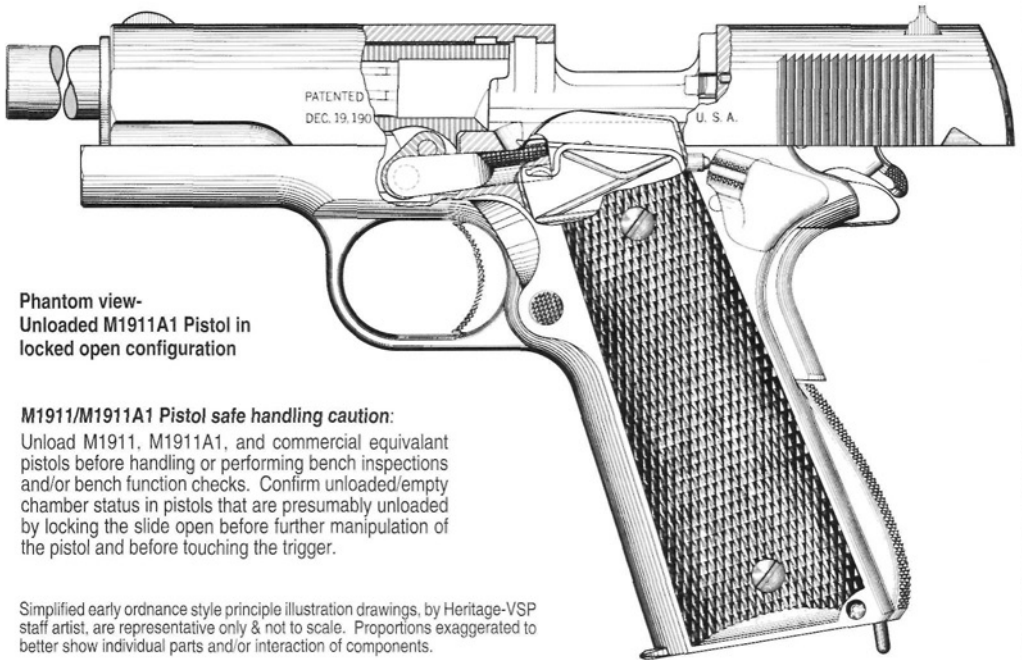 PATENTED
DEC. 19, 190
U. S. A.
Phantom view-
Unloaded M1911A1 Pistol in
locked open configuration
M1911/M1911A1 Pistol safe handling caution:
Unload M1911, M1911A1, and commercial equivalant
pistols before handling or performing bench inspections
and/or bench function checks. Confirm unloaded/empty
chamber status in pistols that are presumably unloaded
by locking the slide open before further manipulation of
the pistol and before touching the trigger.
Simplified early ordnance style principle illustration drawings, by Heritage-VSP
staff artist, are representative only & not to scale. Proportions exaggerated to
better show individual parts and/or interaction of components.